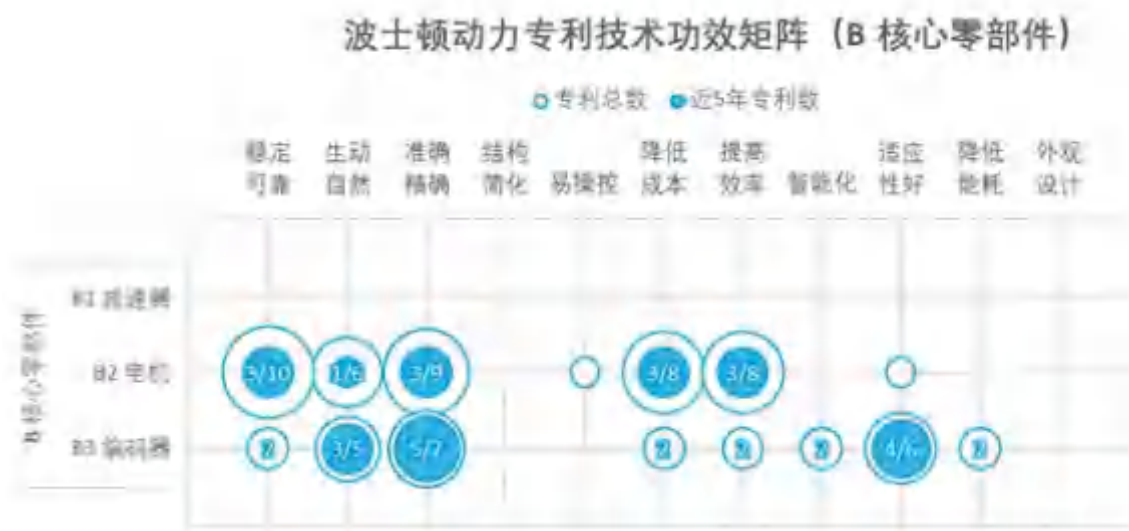 波士顿动力专利技术功效矩阵（B 核心零部件）
专利总数 近5年专利数
稳定可靠 生动自然 准确精确 结构简化 易操控 降低成本 提高效率 智能化 适应性好 降低能耗 外观设计
B 核心零部件
B1 减速器
B2 电机
3/10 1/6 3/9 3/8 3/8
B3 编码器
3/5 5/7 4/6